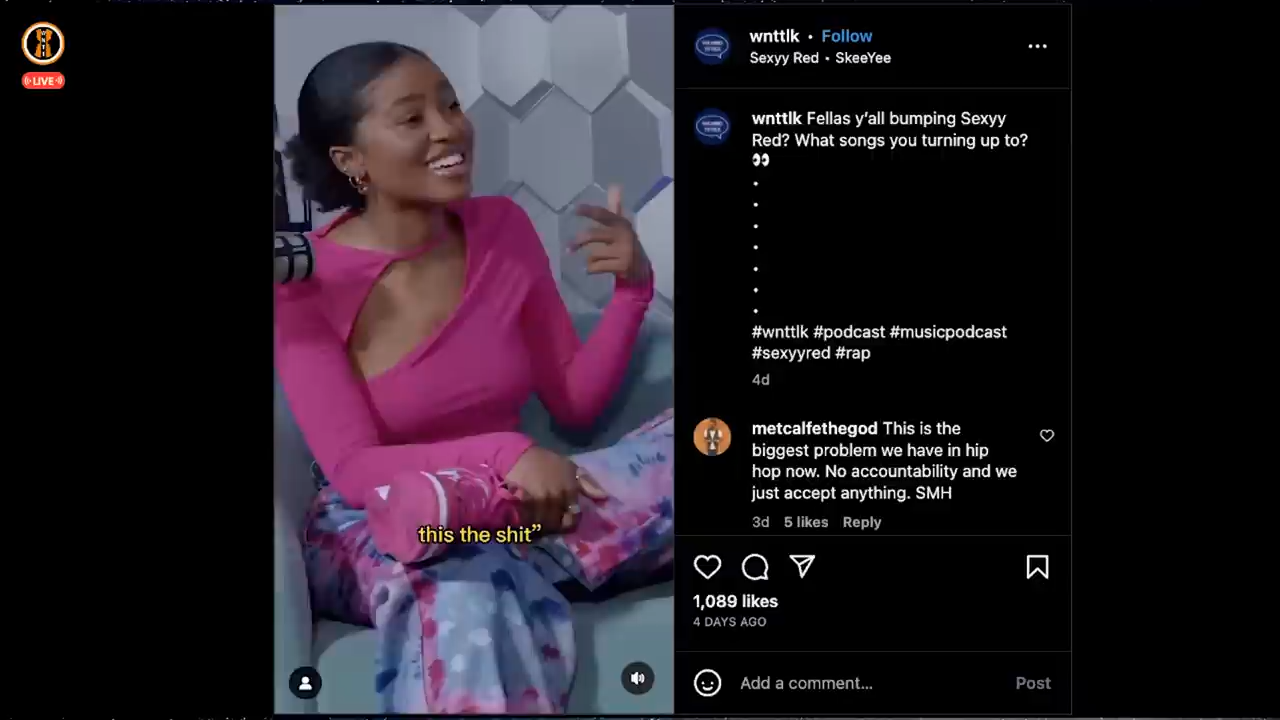 LIVE
this the shit”
wnttlk • Follow
Sexyy Red • SkeeYee
wnttlk Fellas y’all bumping Sexyy
Red? What songs you turning up to?
👀
.
.
.
.
.
.
.
#wnttlk #podcast #musicpodcast
#sexyyred #rap
4d
metcalfethegod This is the
biggest problem we have in hip
hop now. No accountability and we
just accept anything. SMH
3d 5 likes Reply
1,089 likes
4 DAYS AGO
Add a comment... Post